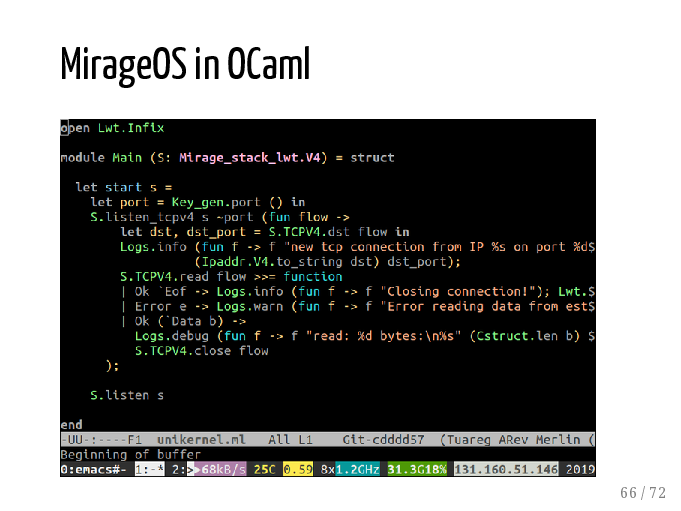 MirageOS in OCaml
open Lwt.Infix
module Main (S: Mirage_stack_lwt.V4) = struct
let start s =
let port = Key_gen.port () in
S.listen_tcpv4 s ~port (fun flow ->
let dst, dst_port = S.TCPV4.dst flow in
Logs.info (fun f -> f "new tcp connection from IP %s on port %d$
(Ipaddr.V4.to_string dst) dst_port);
S.TCPV4.read flow >>= function
| Ok `Eof -> Logs.info (fun f -> f "Closing connection!"); Lwt.$
| Error e -> Logs.warn (fun f -> f "Error reading data from est$
| Ok (`Data b) ->
Logs.debug (fun f -> f "read: %d bytes:\n%s" (Cstruct.len b) $
S.TCPV4.close flow
);
S.listen s
end
-UU-:----F1 unikernel.ml All L1 Git-cdddd57 (Tuareg ARev Merlin (
Beginning of buffer
0:emacs#- 1:-* 2:>▶68kB/s 25C 0.59 8x1.2GHz 31.3G18% 131.160.51.146 2019
66 / 72